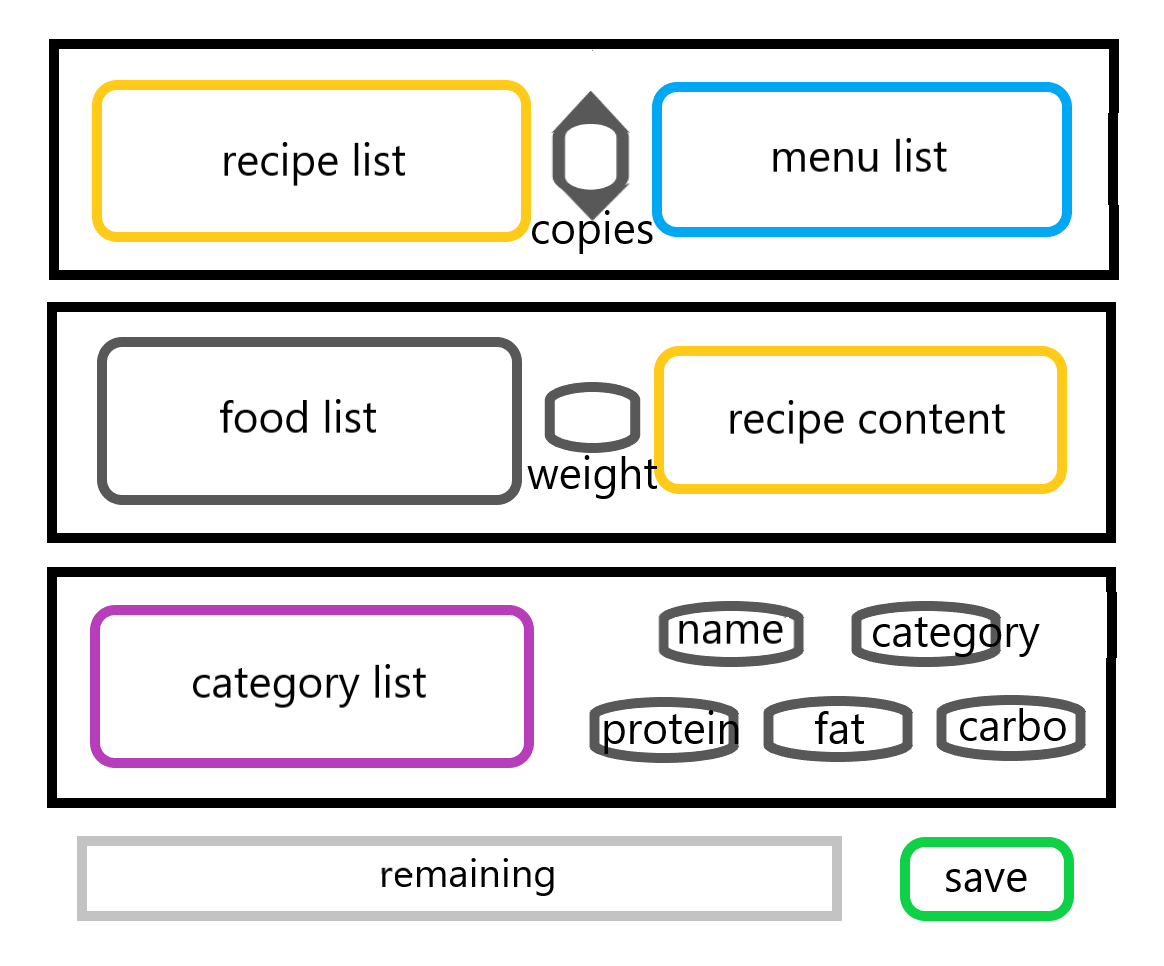 recipe list
menu list
copies
food list
recipe content
weight
name
category
category list
protein
fat
carbo
remaining
save